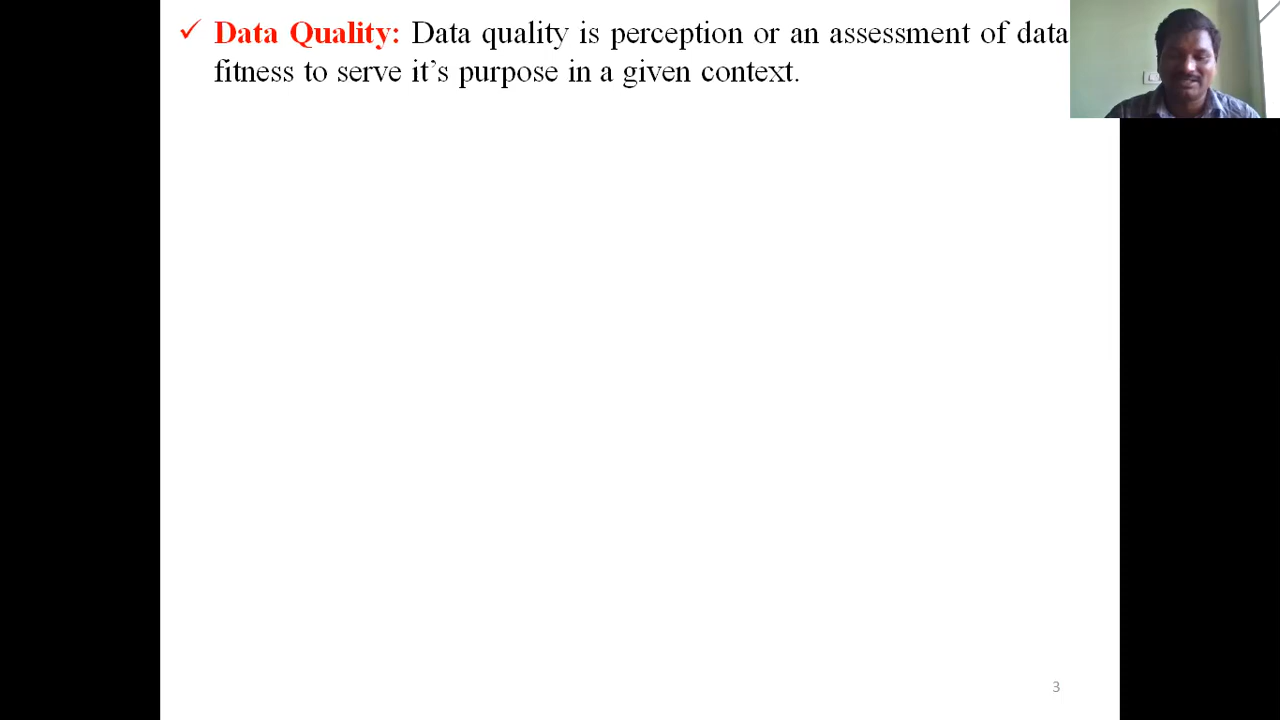 ✓ Data Quality: Data quality is perception or an assessment of data
fitness to serve it’s purpose in a given context.
3